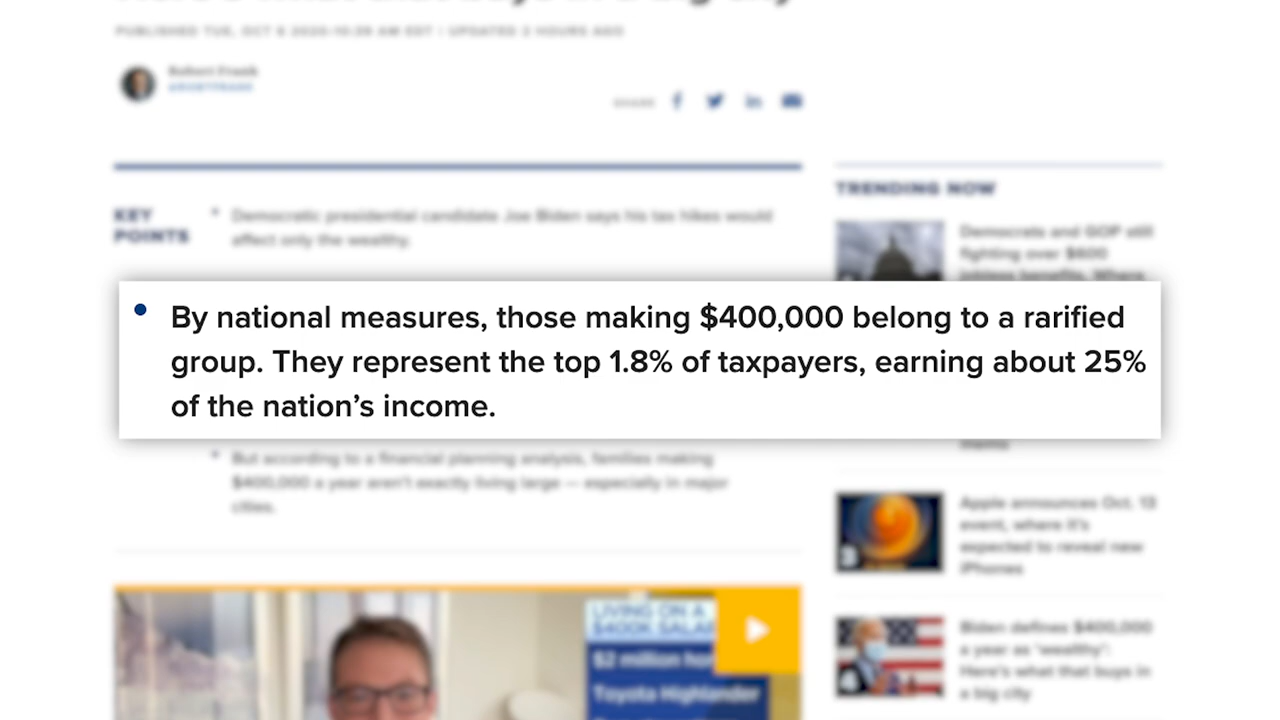 PUBLISHED TUE, OCT 6 2020 10:39 AM EDT | UPDATED 2 HOURS AGO
Robert Frank
@ROBTFRANK
SHARE
TRENDING NOW
KEY
POINTS
Democratic presidential candidate Joe Biden says his tax hikes would
affect only the wealthy.
Democrats and GOP still
fighting over $600
jobless benefits. Where
• By national measures, those making $400,000 belong to a rarified
group. They represent the top 1.8% of taxpayers, earning about 25%
of the nation’s income.
But according to a financial planning analysis, families making
$400,000 a year aren't exactly living large — especially in major
cities.
Apple announces Oct. 13
event, where it's
expected to reveal new
iPhones
LIVING ON A
$400K SALAR
$2 million hom
Toyota Highlander
Biden defines $400,000
a year as 'wealthy':
Here's what that buys in
a big city